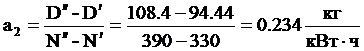 a₂ = (D″ - D′) / (N″ - N′) = (108.4 - 94.44) / (390 - 330) = 0.234 кг / (кВт · ч)